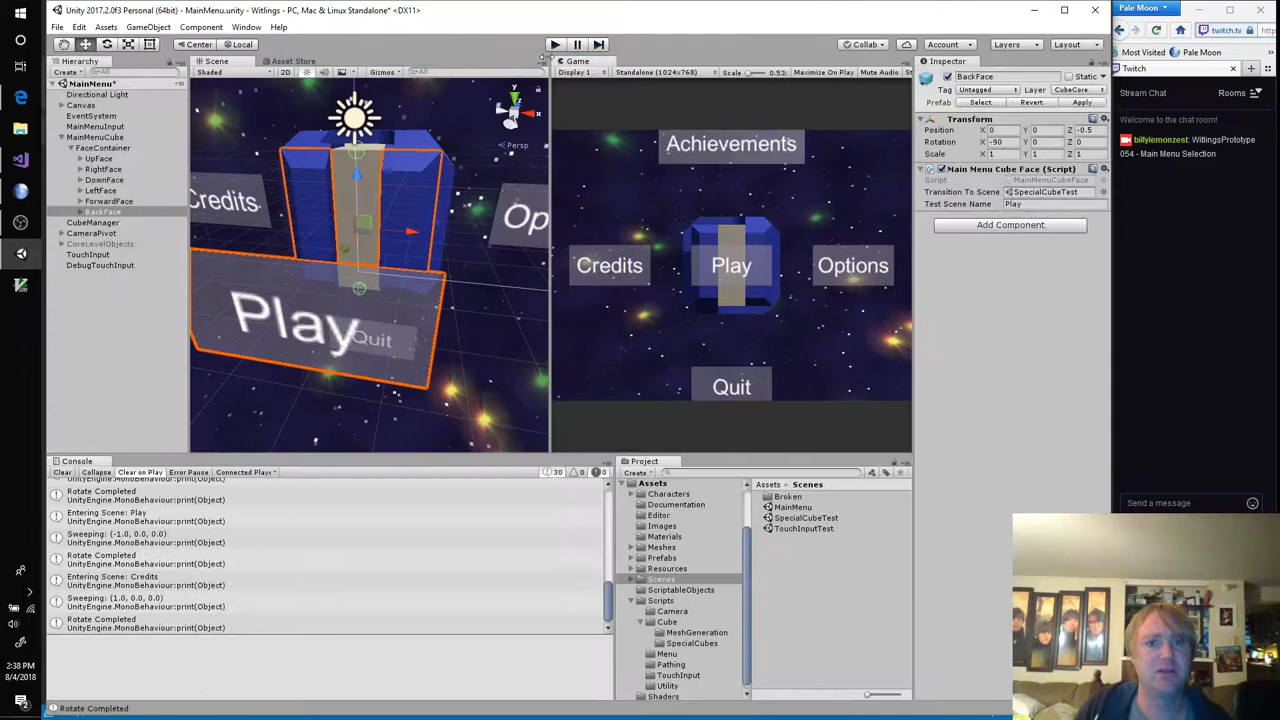 Unity 2017.2.0f3 Personal (64bit) - MainMenu.unity - Witlings - PC, Mac & Linux Standalone* <DX11>
File Edit Assets GameObject Component Window Help
Center Local
Collab Account Layers Layout
Hierarchy
Create All
MainMenu*
Directional Light
Canvas
EventSystem
MainMenuInput
MainMenuCube
FaceContainer
UpFace
RightFace
DownFace
LeftFace
ForwardFace
BackFace
CubeManager
CameraPivot
CoreLevelObjects
TouchInput
DebugTouchInput
Scene Asset Store
Shaded 2D Gizmos All
y
x
Persp
Credits
Op
Play
Quit
Game
Display 1 Standalone (1024x768) Scale 0.53 Maximize On Play Mute Audio
Achievements
Credits Play Options
Quit
Inspector
BackFace Static
Tag Untagged Layer CubeCore
Prefab Select Revert Apply
Transform
Position X 0 Y 0 Z -0.5
Rotation X -90 Y 0 Z 0
Scale X 1 Y 1 Z 1
Main Menu Cube Face (Script)
Script MainMenuCubeFace
Transition To Scene SpecialCubeTest
Test Scene Name Play
Add Component
Console
Clear Collapse Clear on Play Error Pause Connected Playe
30 0 0
Rotate Completed
UnityEngine.MonoBehaviour:print(Object)
Entering Scene: Play
UnityEngine.MonoBehaviour:print(Object)
Sweeping: (-1.0, 0.0, 0.0)
UnityEngine.MonoBehaviour:print(Object)
Rotate Completed
UnityEngine.MonoBehaviour:print(Object)
Entering Scene: Credits
UnityEngine.MonoBehaviour:print(Object)
Sweeping: (1.0, 0.0, 0.0)
UnityEngine.MonoBehaviour:print(Object)
Rotate Completed
UnityEngine.MonoBehaviour:print(Object)
Rotate Completed
Project
Create
Assets
Characters
Documentation
Editor
Images
Materials
Meshes
Prefabs
Resources
Scenes
ScriptableObjects
Scripts
Camera
Cube
MeshGeneration
SpecialCubes
Menu
Pathing
TouchInput
Utility
Shaders
Assets Scenes
Broken
MainMenu
SpecialCubeTest
TouchInputTest
Pale Moon
twitch.tv
Most Visited Pale Moon
Twitch
Stream Chat Rooms
Welcome to the chat room!
billylemonzest: WitlingsPrototype
054 - Main Menu Selection
Send a message
2:38 PM
8/4/2018
2